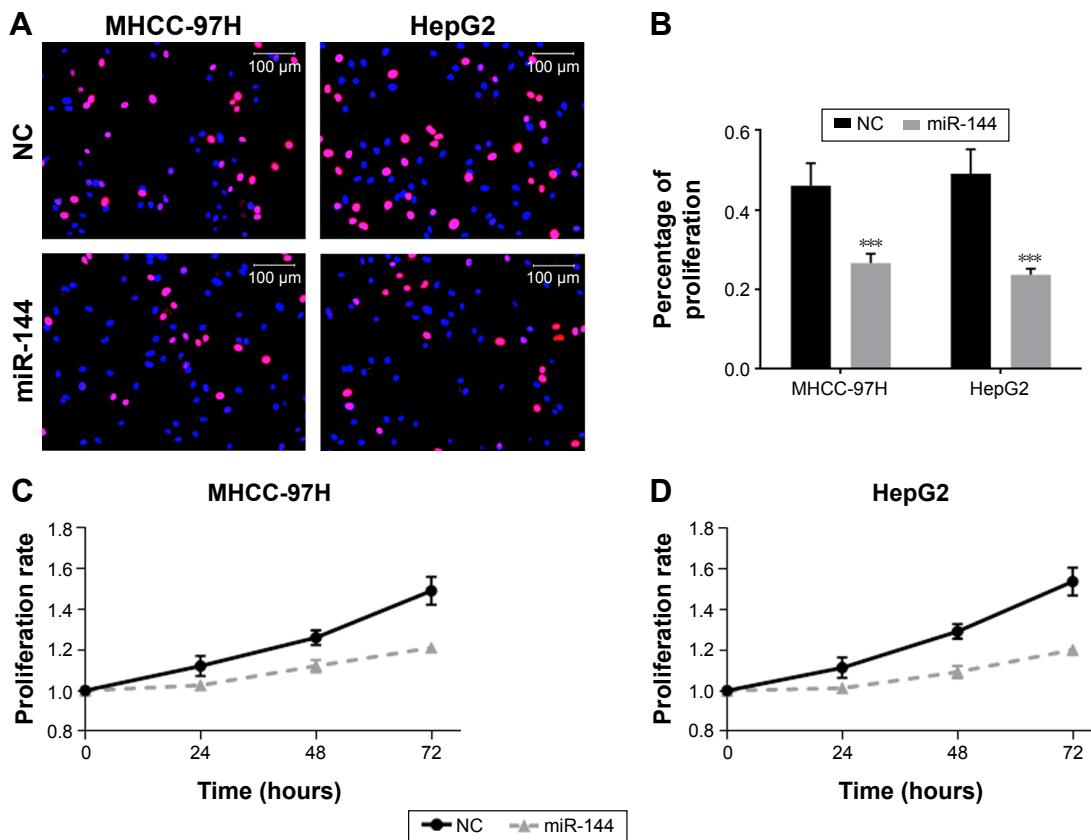 A
MHCC-97H
HepG2
NC
100 µm
100 µm
miR-144
100 µm
100 µm
B
NC
miR-144
Percentage of
proliferation
0.6
0.4
0.2
0.0
***
***
MHCC-97H
HepG2
C
MHCC-97H
Proliferation rate
1.8
1.6
1.4
1.2
1.0
0.8
0
24
48
72
Time (hours)
D
HepG2
Proliferation rate
1.8
1.6
1.4
1.2
1.0
0.8
0
24
48
72
Time (hours)
NC
miR-144